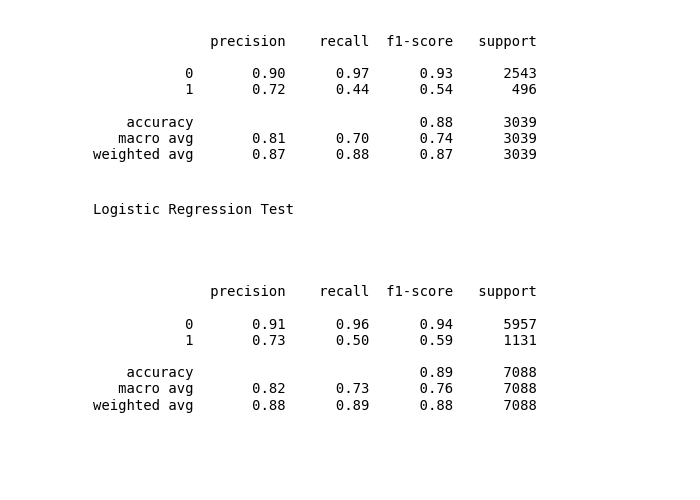 precision recall f1-score support
0 0.90 0.97 0.93 2543
1 0.72 0.44 0.54 496
accuracy 0.88 3039
macro avg 0.81 0.70 0.74 3039
weighted avg 0.87 0.88 0.87 3039
Logistic Regression Test
precision recall f1-score support
0 0.91 0.96 0.94 5957
1 0.73 0.50 0.59 1131
accuracy 0.89 7088
macro avg 0.82 0.73 0.76 7088
weighted avg 0.88 0.89 0.88 7088